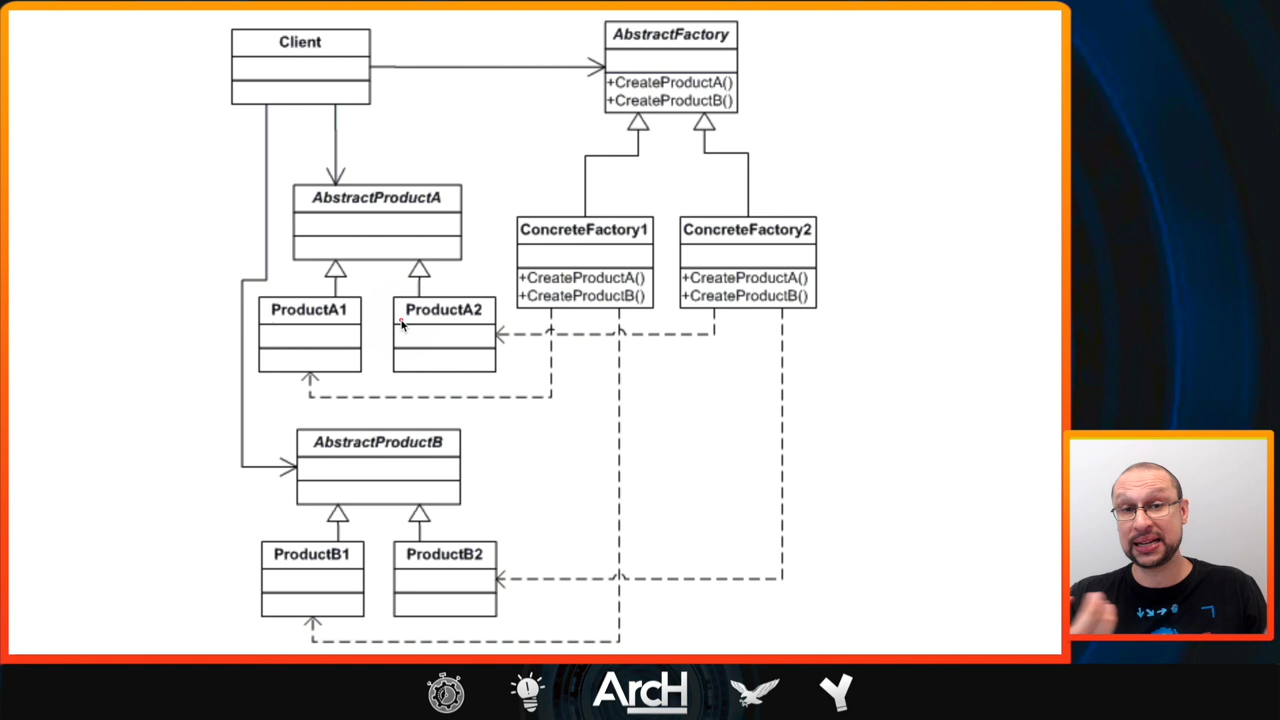 Client
AbstractFactory
+CreateProductA()
+CreateProductB()
AbstractProductA
ConcreteFactory1
+CreateProductA()
+CreateProductB()
ConcreteFactory2
+CreateProductA()
+CreateProductB()
ProductA1
ProductA2
AbstractProductB
ProductB1
ProductB2
ArcH